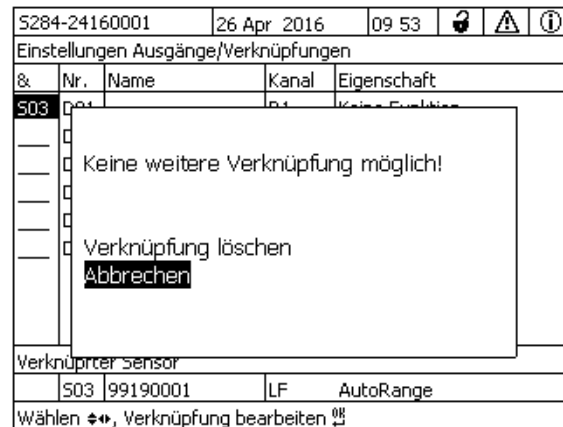 S284-24160001 26 Apr 2016 09 53
Einstellungen Ausgänge/Verknüpfungen
& Nr. Name Kanal Eigenschaft
S03
Keine weitere Verknüpfung möglich!
Verknüpfung löschen
Abbrechen
Verknüpfter Sensor
S03 99190001 LF AutoRange
Wählen, Verknüpfung bearbeiten OK